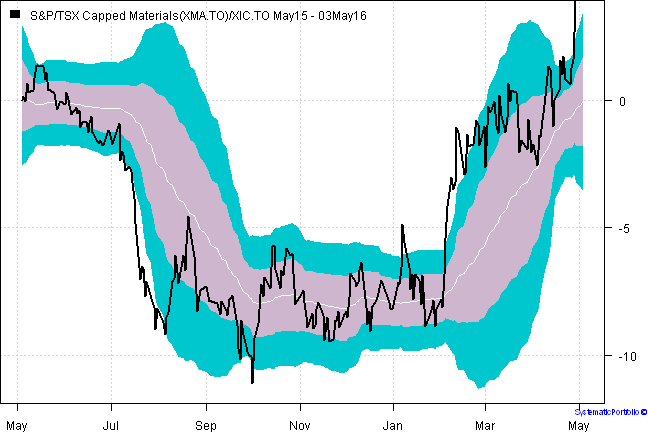 S&P/TSX Capped Materials(XMA.TO)/XIC.TO May15 - 03May16
0
-5
-10
May Jul Sep Nov Jan Mar May
SystematicPortfolio ©